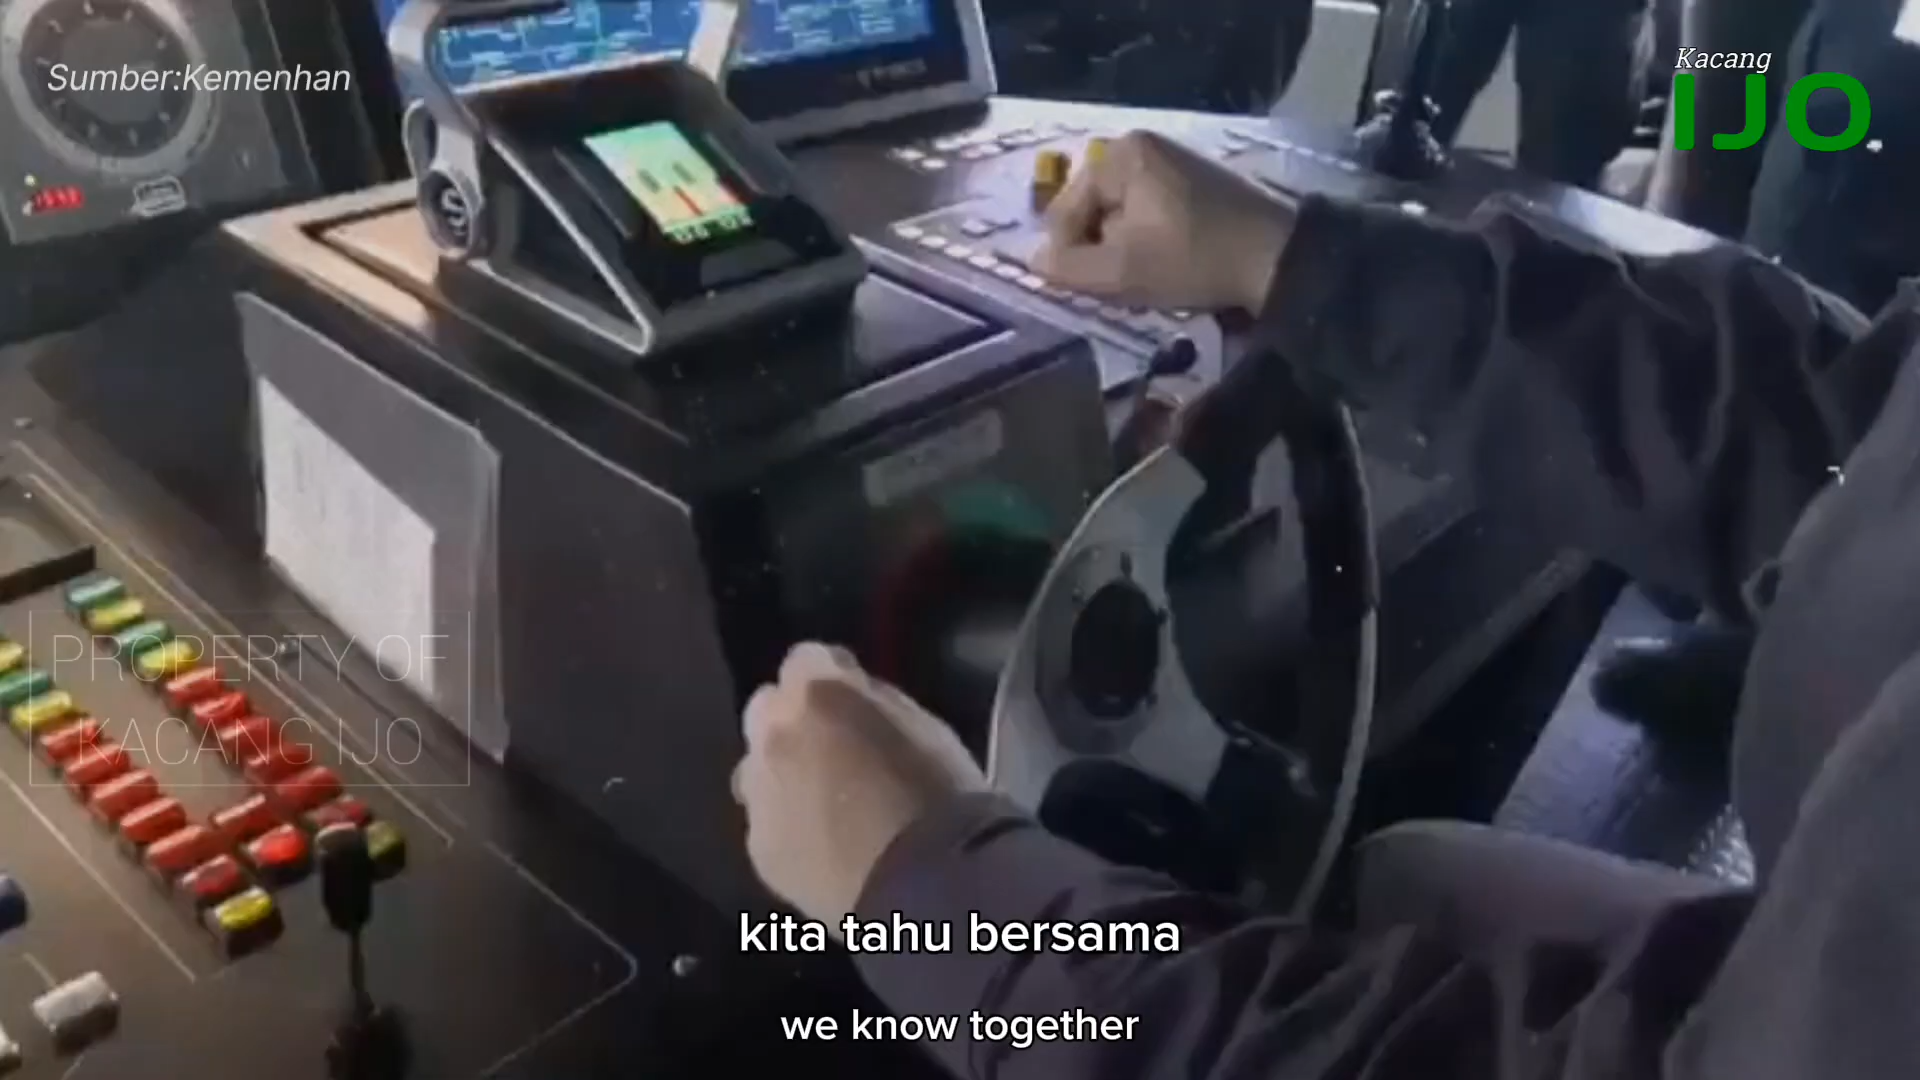 Sumber:Kemenhan
Kacang
IJO
PROPERTY OF
KACANG IJO
kita tahu bersama
we know together